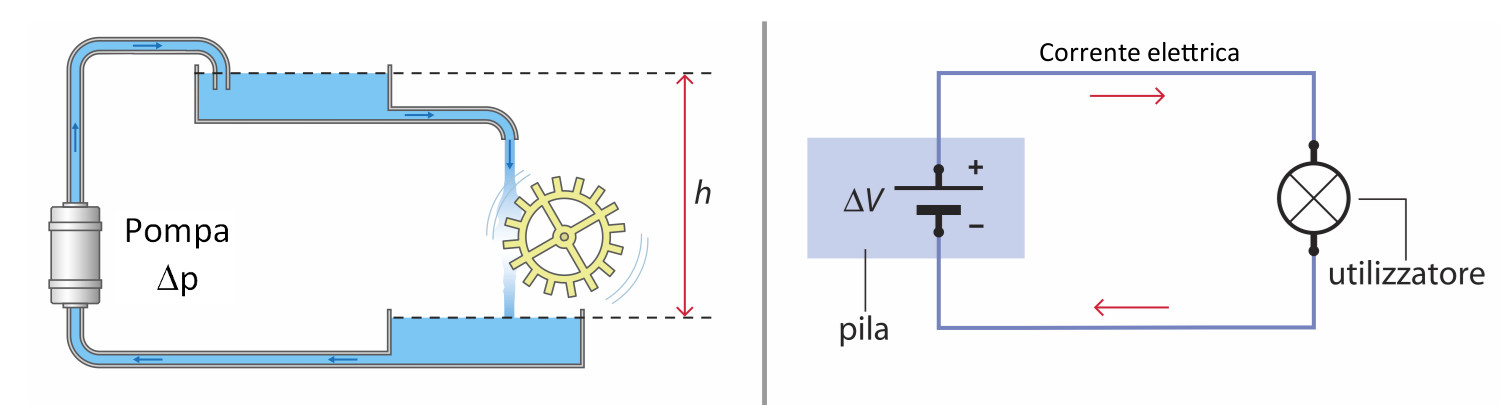 Pompa
Δp
h
Corrente elettrica
ΔV
+
−
pila
utilizzatore